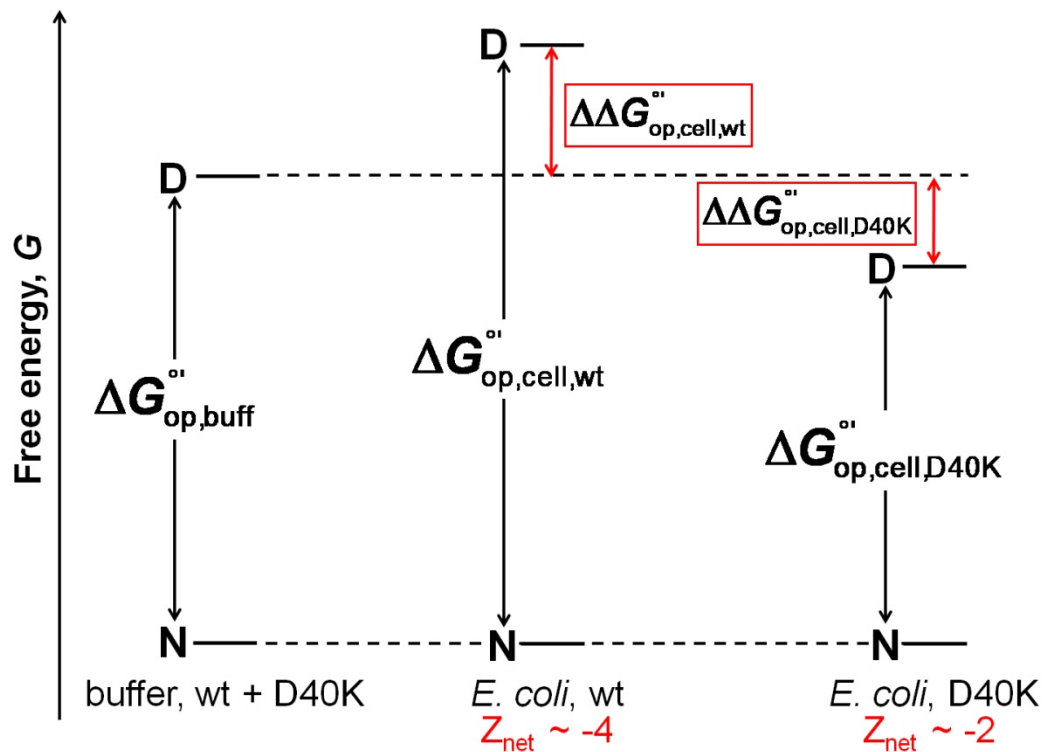 Free energy, G
D
ΔΔG°'op,cell,wt
D
ΔΔG°'op,cell,D40K
D
ΔG°'op,cell,wt
ΔG°'op,buff
ΔG°'op,cell,D40K
N
N
N
buffer, wt + D40K
E. coli, wt
E. coli, D40K
Znet ~ -4
Znet ~ -2